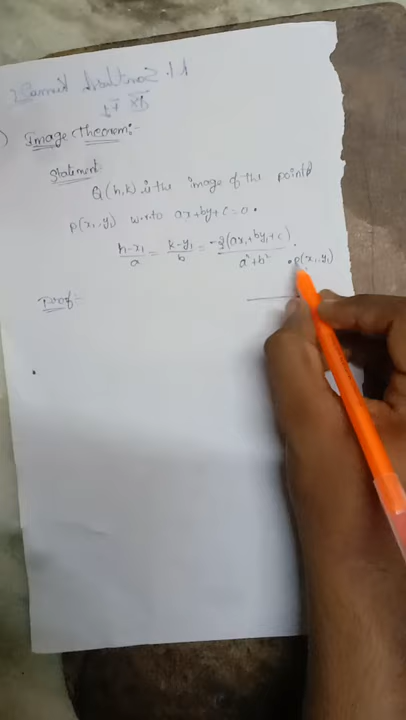 Image Theorem:-
Statement
Q(h,k) is the image of the point
P(x₁,y₁) w.r.to ax+by+c=0.
(h-x₁)/a = (k-y₁)/b = -2(ax₁+by₁+c)/(a²+b²).
P(x₁,y₁)
Proof:-